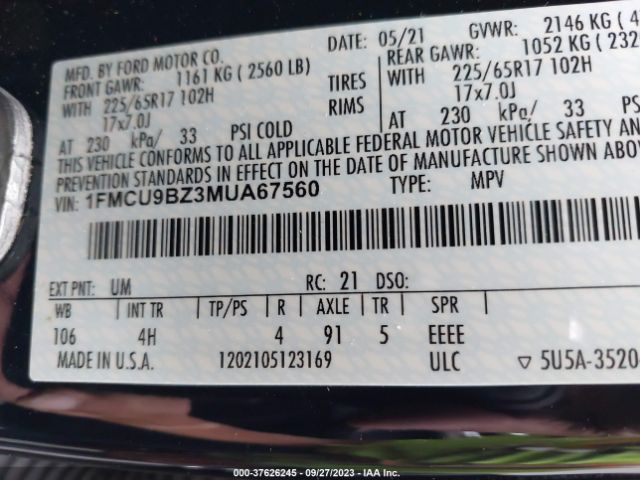 MFD. BY FORD MOTOR CO. DATE: 05/21 GVWR: 2146 KG
FRONT GAWR: 1161 KG (2560 LB) REAR GAWR: 1052 KG (232
WITH 225/65R17 102H TIRES WITH 225/65R17 102H
17x7.0J RIMS 17x7.0J
AT 230 kPa/ 33 PSI COLD AT 230 kPa/ 33 PS
THIS VEHICLE CONFORMS TO ALL APPLICABLE FEDERAL MOTOR VEHICLE SAFETY AND
PREVENTION STANDARDS IN EFFECT ON THE DATE OF MANUFACTURE SHOWN ABOV
VIN: 1FMCU9BZ3MUA67560 TYPE: MPV
EXT PNT: UM RC: 21 DSO:
WB INT TR TP/PS R AXLE TR SPR
106 4H 4 91 5 EEEE
MADE IN U.S.A. 1202105123169 ULC ▽ 5U5A-3520
000-37626245 - 09/27/2023 - IAA Inc.